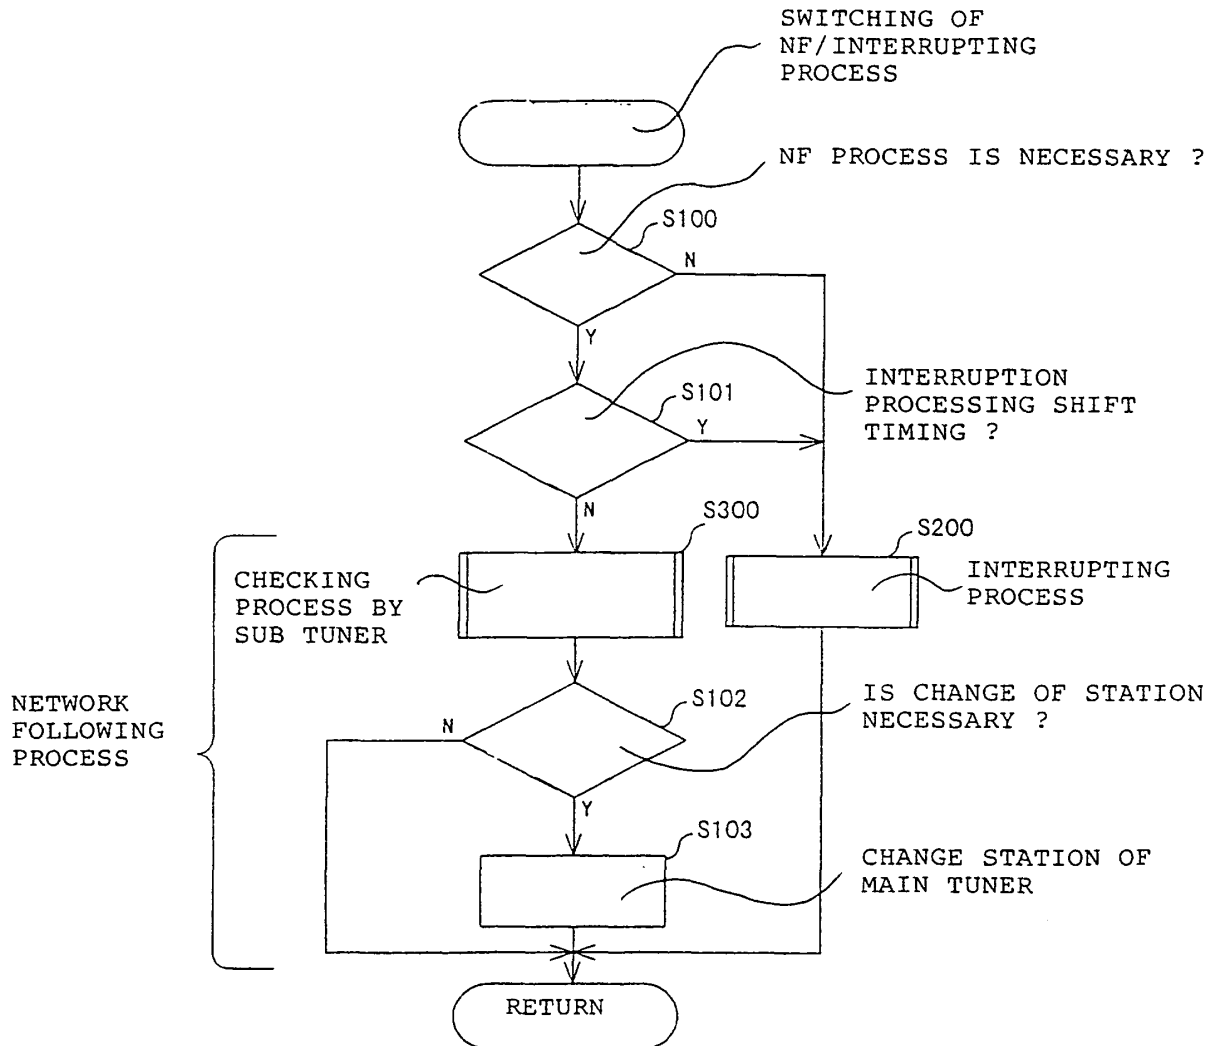 SWITCHING OF
NF/INTERRUPTING
PROCESS
NF PROCESS IS NECESSARY ?
S100
N
Y
INTERRUPTION
PROCESSING SHIFT
TIMING ?
S101
Y
N
S300
S200
CHECKING
PROCESS BY
SUB TUNER
INTERRUPTING
PROCESS
NETWORK
FOLLOWING
PROCESS
S102
N
IS CHANGE OF STATION
NECESSARY ?
Y
S103
CHANGE STATION OF
MAIN TUNER
RETURN